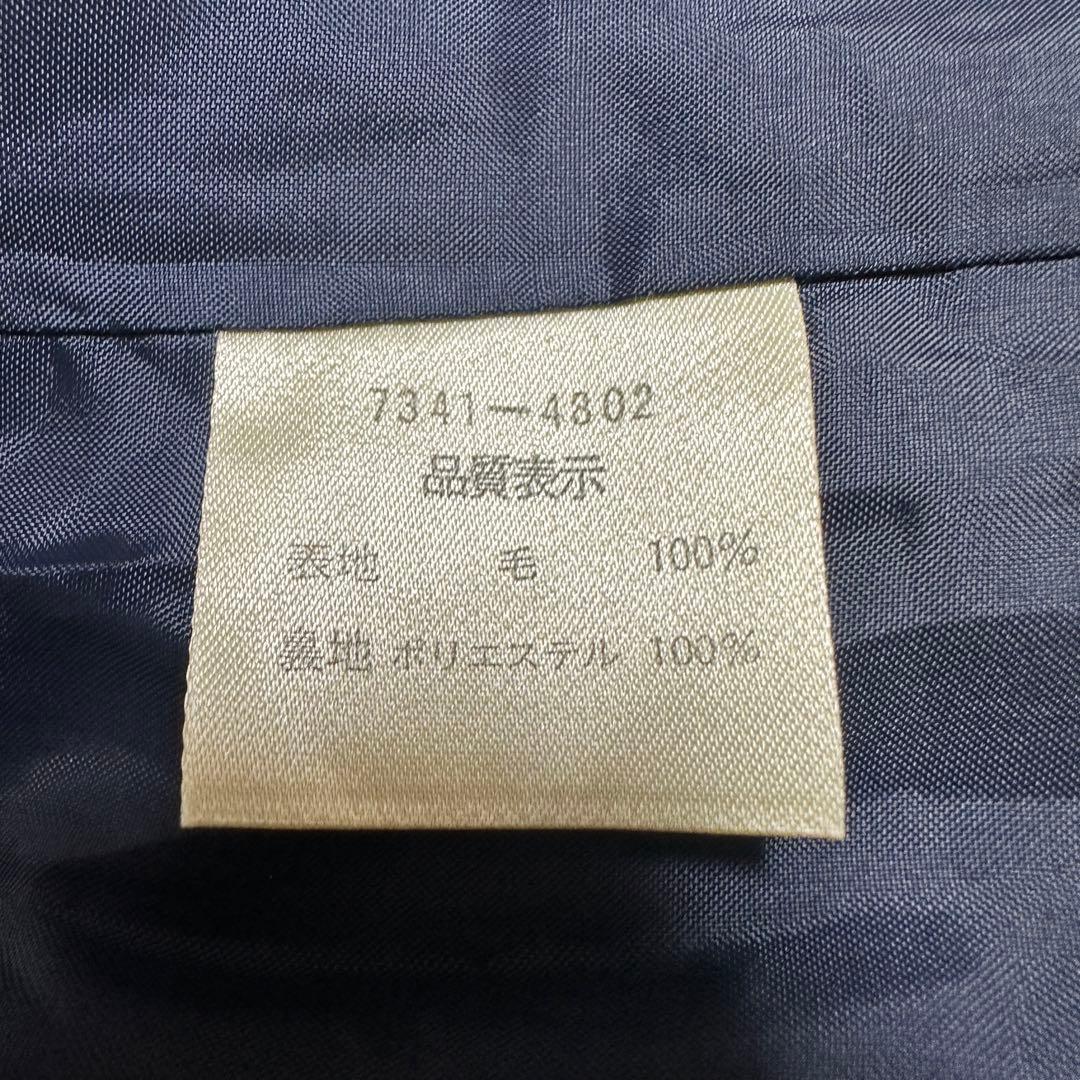 7341-4802
品質表示
表地 毛 100%
裏地 ポリエステル 100%